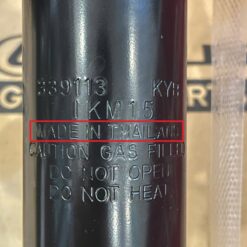 339113 KYB
1KM15
MADE IN THAILAND
CAUTION GAS FILLED
DO NOT OPEN
DO NOT HEAT